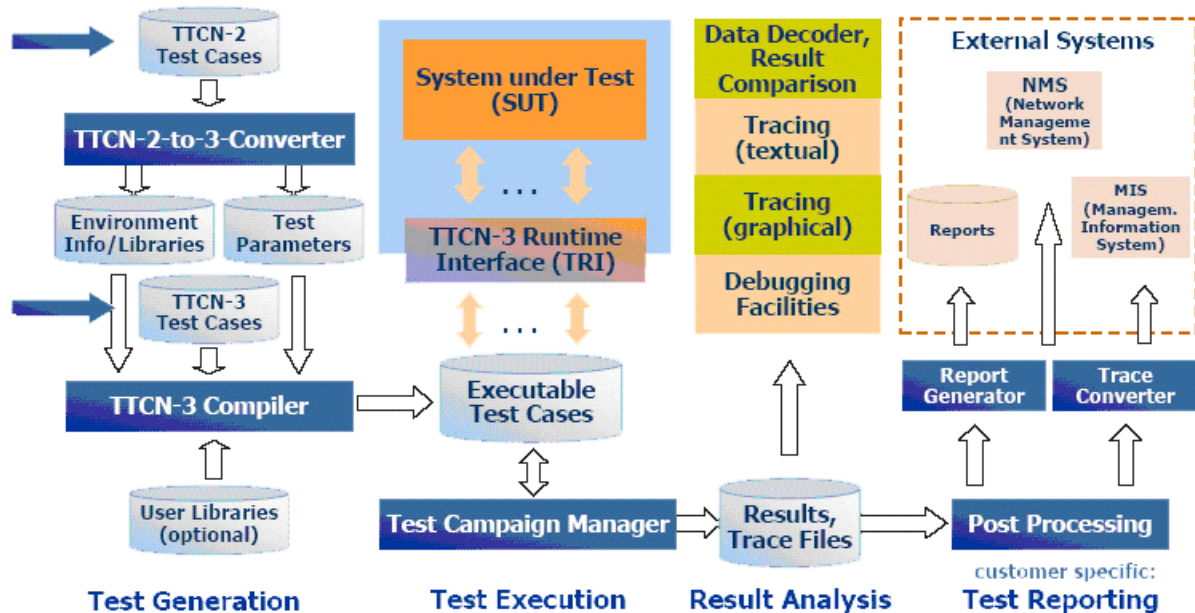 TTCN-2
Test Cases
TTCN-2-to-3-Converter
Environment
Info/Libraries
Test
Parameters
TTCN-3
Test Cases
TTCN-3 Compiler
User Libraries
(optional)
Test Generation
System under Test
(SUT)
...
TTCN-3 Runtime
Interface (TRI)
...
Executable
Test Cases
Test Campaign Manager
Test Execution
Data Decoder,
Result
Comparison
Tracing
(textual)
Tracing
(graphical)
Debugging
Facilities
Results,
Trace Files
Result Analysis
External Systems
NMS
(Network
Manageme
nt System)
Reports
MIS
(Managem.
Information
System)
Report
Generator
Trace
Converter
Post Processing
customer specific:
Test Reporting